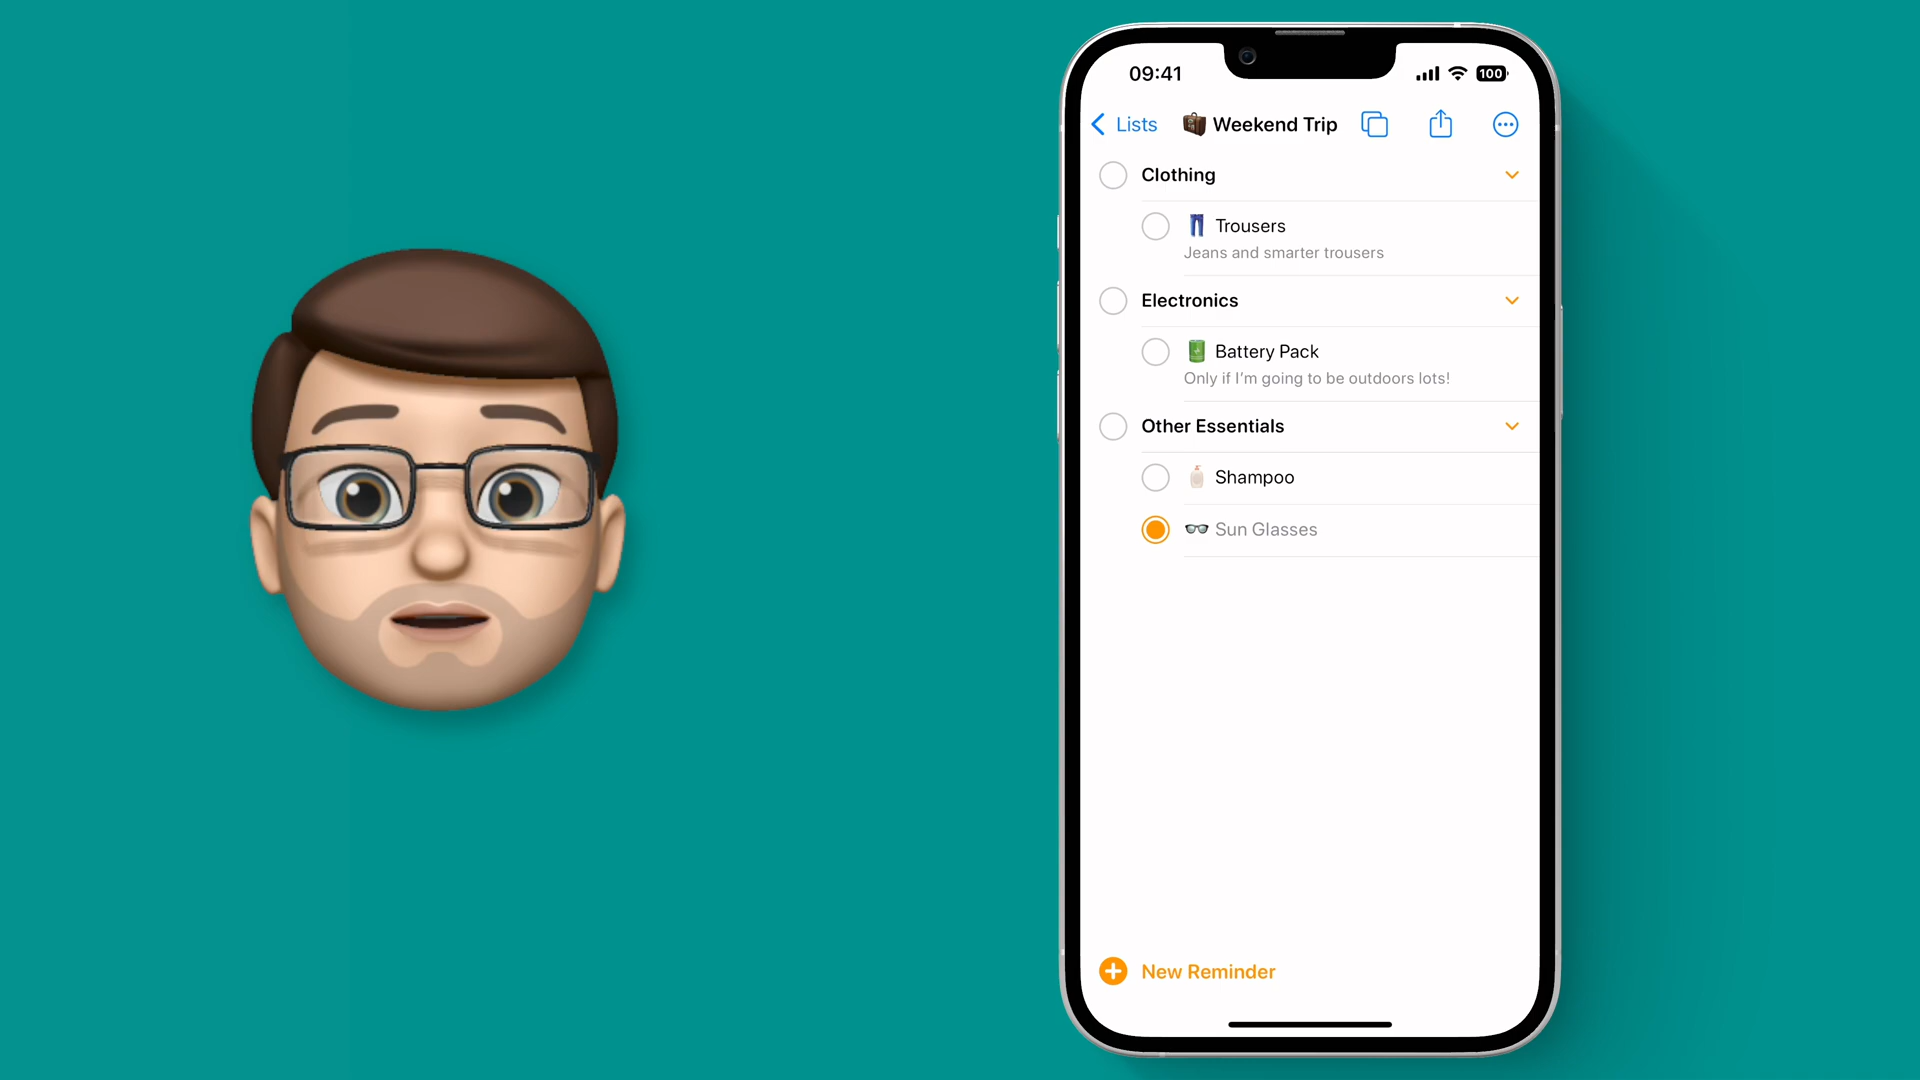 09:41
100
Lists
Weekend Trip
Clothing
Trousers
Jeans and smarter trousers
Electronics
Battery Pack
Only if I'm going to be outdoors lots!
Other Essentials
Shampoo
Sun Glasses
New Reminder